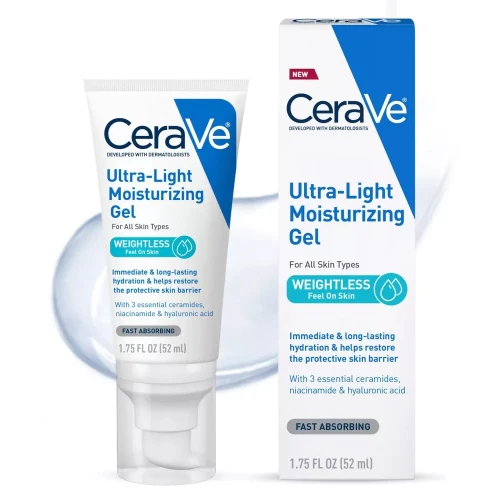 CeraVe®
DEVELOPED WITH DERMATOLOGISTS
Ultra-Light
Moisturizing
Gel
For All Skin Types
WEIGHTLESS
Feel On Skin
Immediate & long-lasting
hydration & helps restore
the protective skin barrier
With 3 essential ceramides,
niacinamide & hyaluronic acid
FAST ABSORBING
1.75 FL OZ (52 ml)
NEW
CeraVe®
DEVELOPED WITH DERMATOLOGISTS
Ultra-Light
Moisturizing
Gel
For All Skin Types
WEIGHTLESS
Feel On Skin
Immediate & long-lasting
hydration & helps restore
the protective skin barrier
With 3 essential ceramides,
niacinamide & hyaluronic acid
FAST ABSORBING
1.75 FL OZ (52 ml)